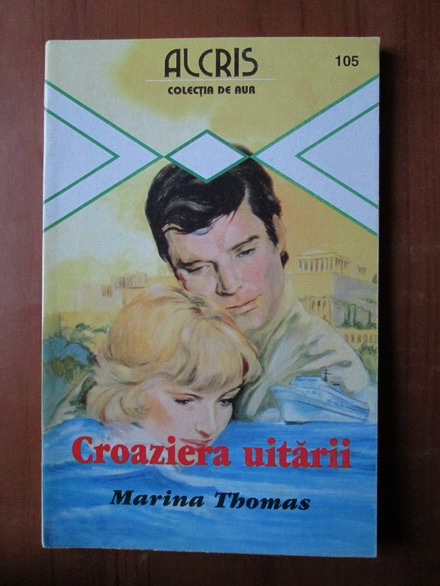 ALCRIS
COLECȚIA DE AUR
105
Croaziera uitării
Marina Thomas